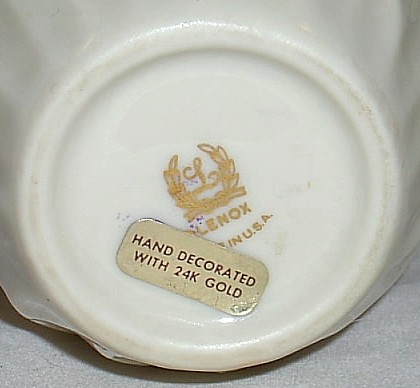 L
LENOX
IN U.S.A.
HAND DECORATED
WITH 24K GOLD